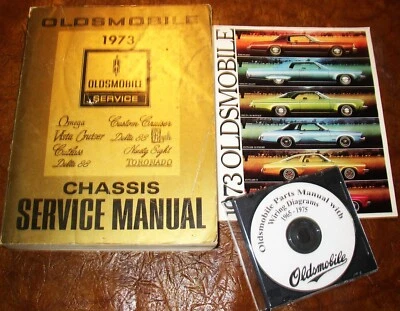 OLDSMOBILE
1973
OLDSMOBILE
SERVICE
Omega
Custom Cruiser
Vista Cruiser
Delta 88 Royale
Cutlass
Ninety Eight
Delta 88
TORONADO
CHASSIS
SERVICE MANUAL
1973 OLDSMOBILE
Oldsmobile Parts Manual with
Wiring Diagrams
1965 - 1975
Oldsmobile